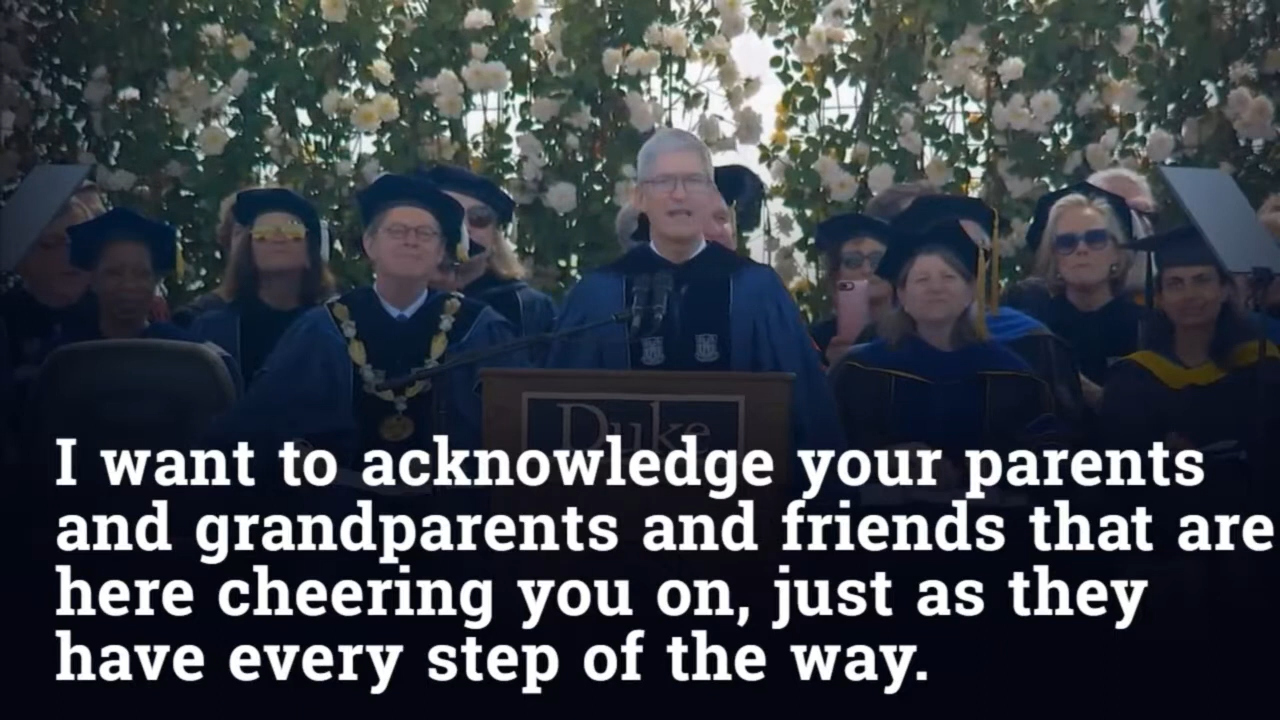 Duke
I want to acknowledge your parents
and grandparents and friends that are
here cheering you on, just as they
have every step of the way.